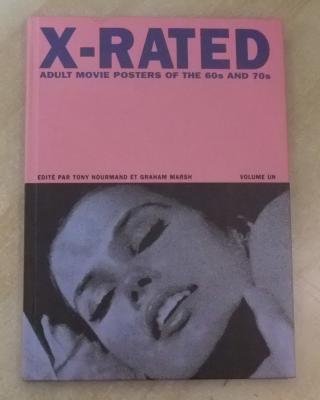 X-RATED
ADULT MOVIE POSTERS OF THE 60s AND 70s
EDITÉ PAR TONY NOURMAND ET GRAHAM MARSH VOLUME UN